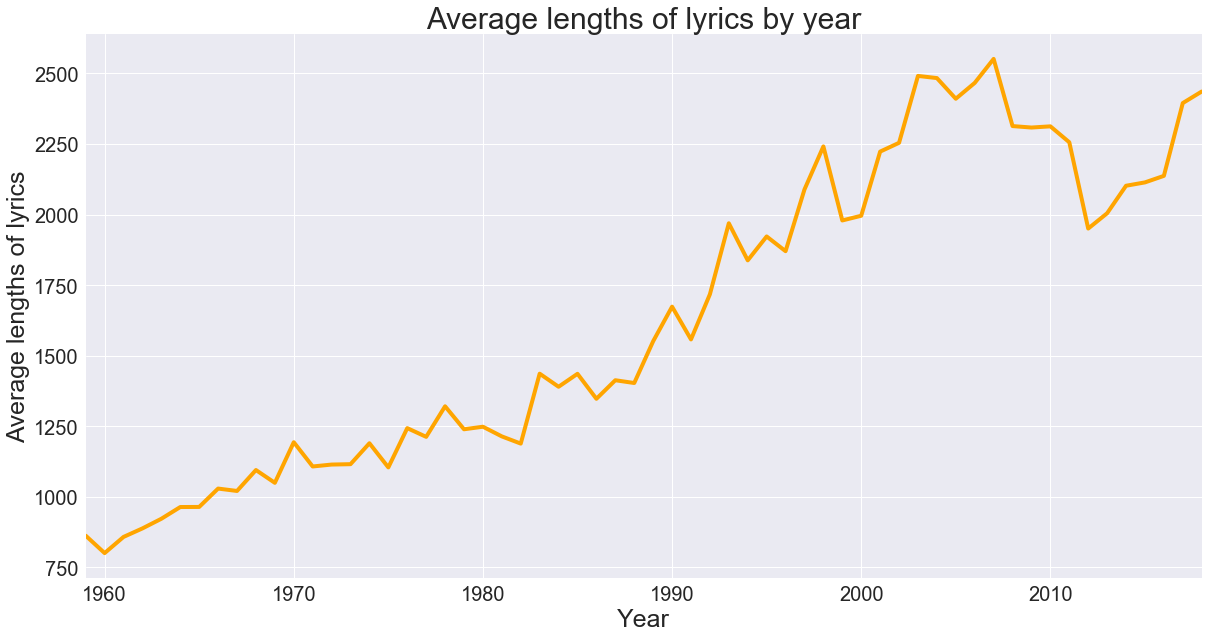 Average lengths of lyrics by year
Average lengths of lyrics
2500
2250
2000
1750
1500
1250
1000
750
1960 1970 1980 1990 2000 2010
Year